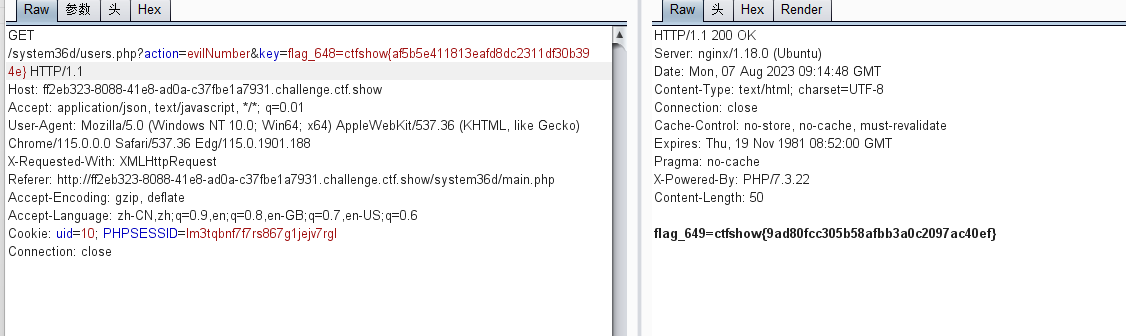 Raw 参数 头 Hex
GET
/system36d/users.php?action=evilNumber&key=flag_648=ctfshow{af5b5e411813eafd8dc2311df30b39
4e} HTTP/1.1
Host: ff2eb323-8088-41e8-ad0a-c37fbe1a7931.challenge.ctf.show
Accept: application/json, text/javascript, */*; q=0.01
User-Agent: Mozilla/5.0 (Windows NT 10.0; Win64; x64) AppleWebKit/537.36 (KHTML, like Gecko)
Chrome/115.0.0.0 Safari/537.36 Edg/115.0.1901.188
X-Requested-With: XMLHttpRequest
Referer: http://ff2eb323-8088-41e8-ad0a-c37fbe1a7931.challenge.ctf.show/system36d/main.php
Accept-Encoding: gzip, deflate
Accept-Language: zh-CN,zh;q=0.9,en;q=0.8,en-GB;q=0.7,en-US;q=0.6
Cookie: uid=10; PHPSESSID=lm3tqbnf7f7rs867g1jejv7rgl
Connection: close
Raw 头 Hex Render
HTTP/1.1 200 OK
Server: nginx/1.18.0 (Ubuntu)
Date: Mon, 07 Aug 2023 09:14:48 GMT
Content-Type: text/html; charset=UTF-8
Connection: close
Cache-Control: no-store, no-cache, must-revalidate
Expires: Thu, 19 Nov 1981 08:52:00 GMT
Pragma: no-cache
X-Powered-By: PHP/7.3.22
Content-Length: 50
flag_649=ctfshow{9ad80fcc305b58afbb3a0c2097ac40ef}